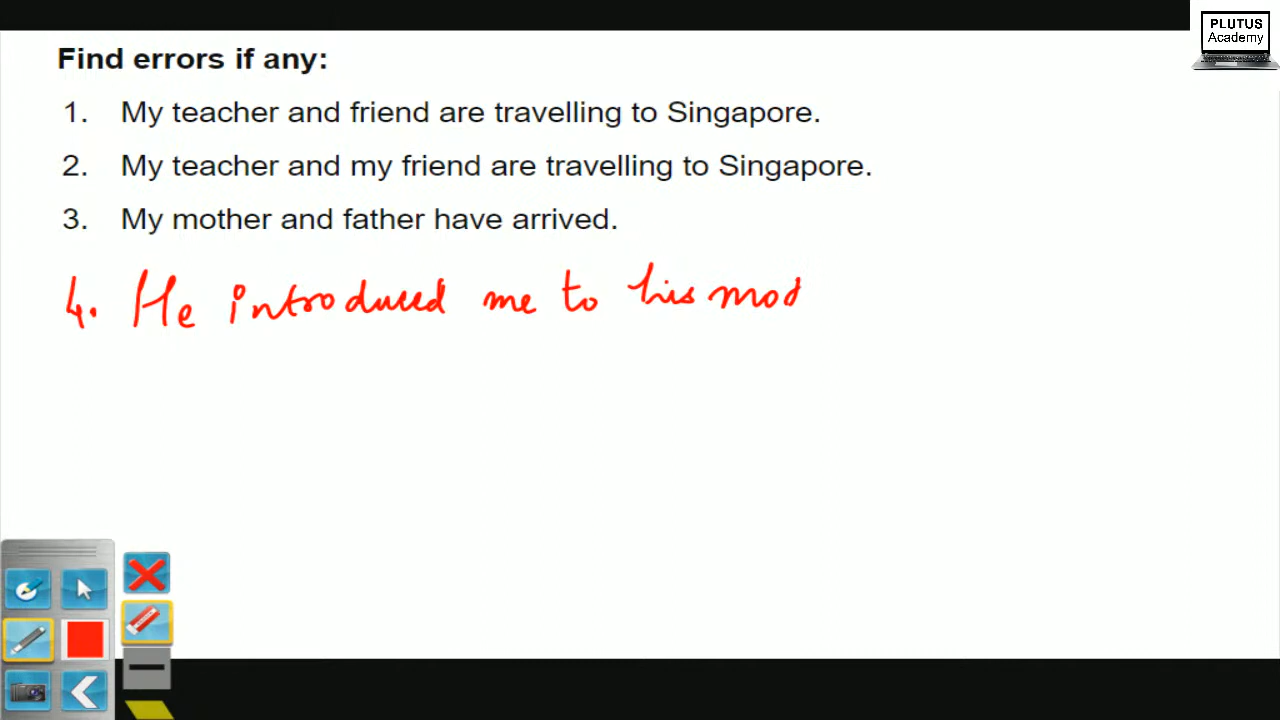 PLUTUS
Academy
Find errors if any:
1. My teacher and friend are travelling to Singapore.
2. My teacher and my friend are travelling to Singapore.
3. My mother and father have arrived.
4. He introduced me to his mod